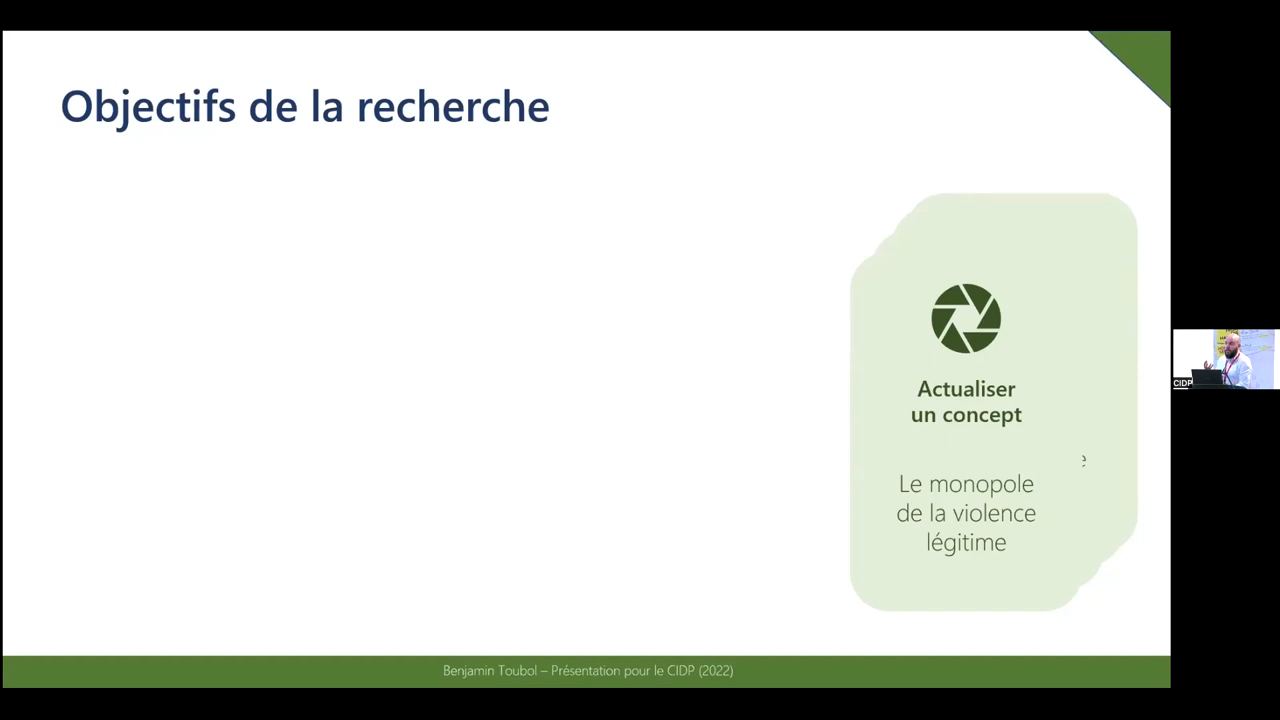 Objectifs de la recherche
Actualiser
un concept
Le monopole
de la violence
légitime
Benjamin Toubol – Présentation pour le CIDP (2022)
CIDP